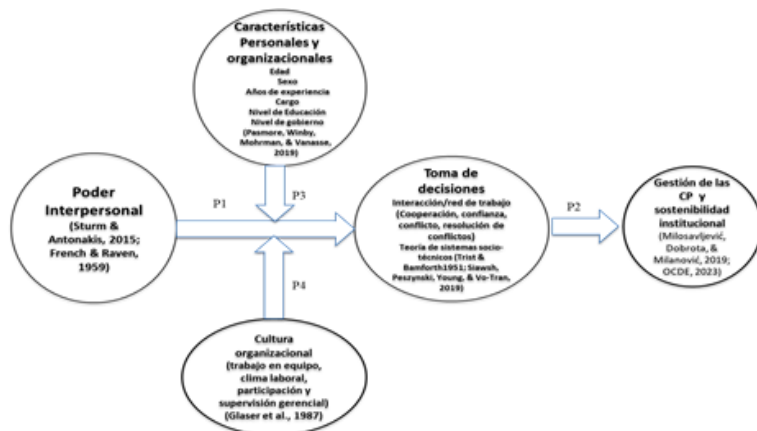 Características
Personales y
organizacionales
Edad
Sexo
Años de experiencia
Cargo
Nivel de Educación
Nivel de gobierno
(Pasmore, Winby,
Mohrman, & Vanasse,
2019)
Poder
Interpersonal
(Sturm &
Antonakis, 2015;
French & Raven,
1959)
P1
P3
P4
Toma de
decisiones
Interacción/red de trabajo
(Cooperación, confianza,
conflicto, resolución de
conflictos)
Teoría de sistemas socio-
técnicos (Trist &
Bamforth1951; Siawsh,
Peszynski, Young, & Vo-Tran,
2019)
P2
Gestión de las
CP y
sostenibilidad
institucional
(Milosavljević,
Dobrota, &
Milanović, 2019;
OCDE, 2023)
Cultura
organizacional
(trabajo en equipo,
clima laboral,
participación y
supervisión gerencial)
(Glaser et al., 1987)